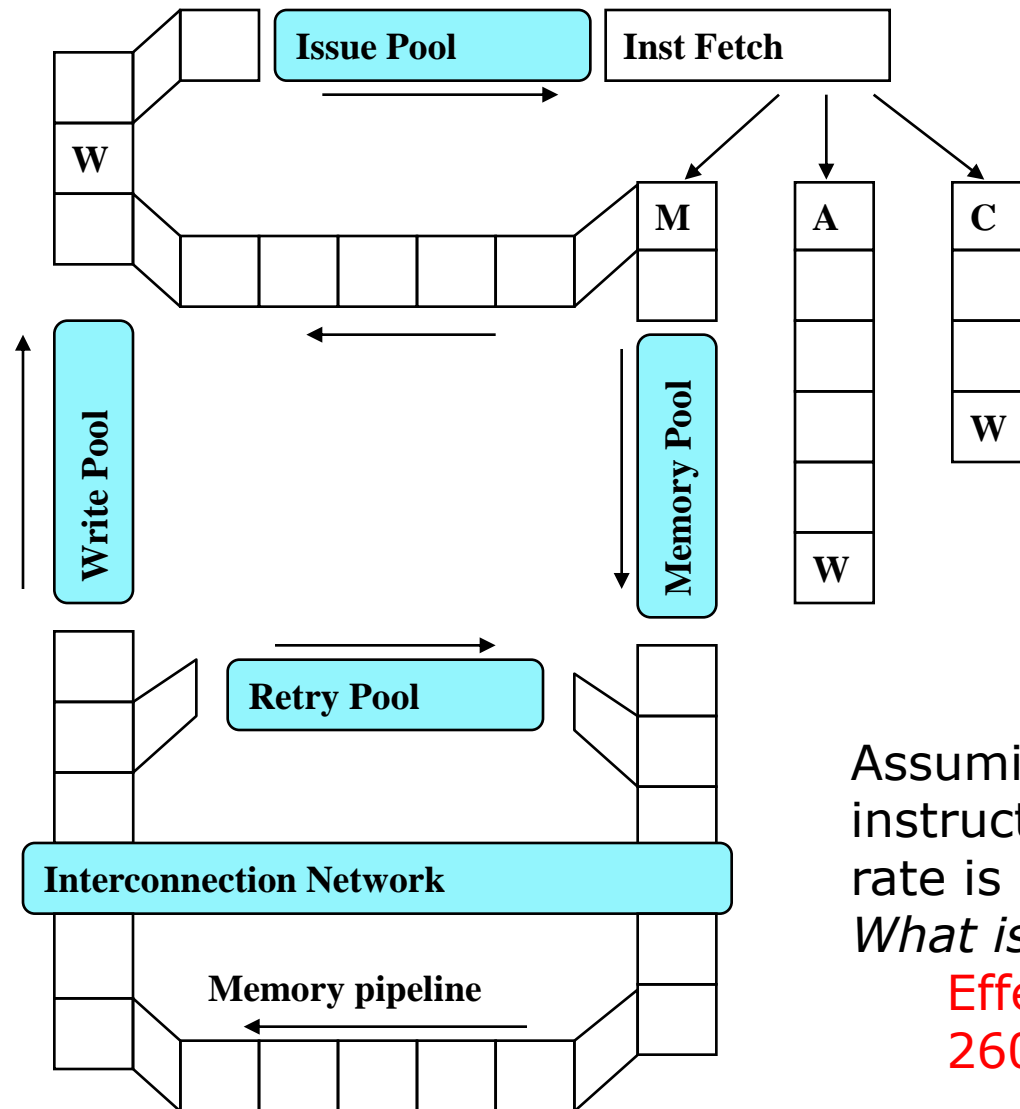 Issue Pool
Inst Fetch
W
M
A
C
W
W
Write Pool
Memory Pool
Retry Pool
Interconnection Network
Memory pipeline
Assumi
instruct
rate is
What is
Effe
260